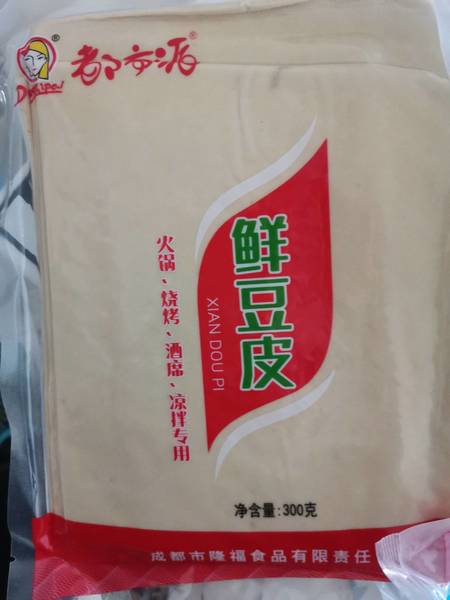 都市派®
®
鲜豆皮
XIAN DOU PI
火锅、烧烤、酒席、凉拌专用
净含量:300克
成都市隆福食品有限责任